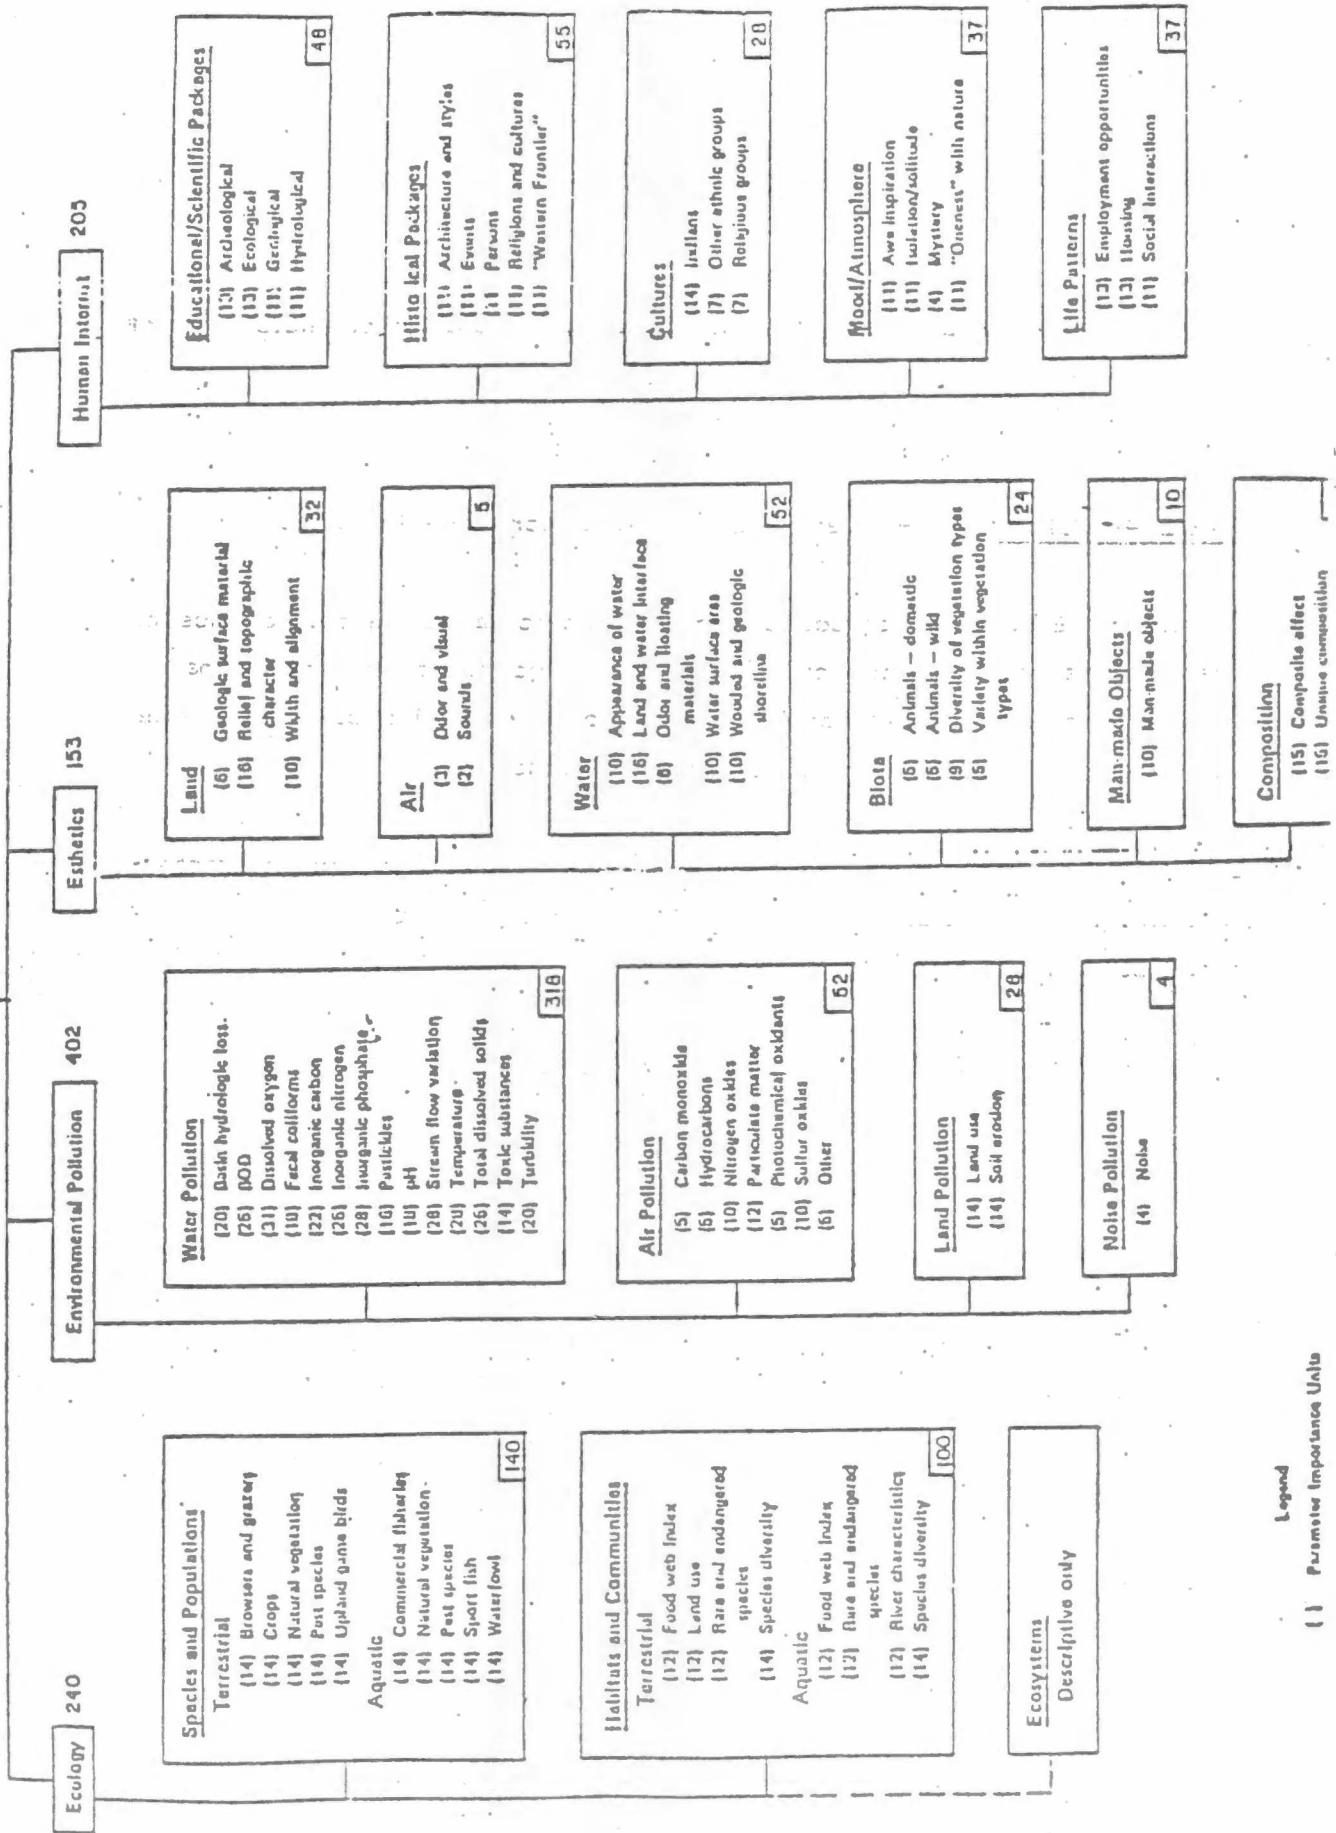 Ecology 240
Species and Populations
Terrestrial
(14) Browsers and grazers
(14) Crops
(14) Natural vegetation
(14) Pest species
(14) Upland game birds
Aquatic
(14) Commercial fisheries
(14) Natural vegetation
(14) Pest species
(14) Sport fish
(14) Waterfowl
140
Habitats and Communities
Terrestrial
(12) Food web index
(12) Land use
(12) Rare and endangered
species
(14) Species diversity
Aquatic
(12) Food web index
(12) Rare and endangered
species
(12) River characteristics
(14) Species diversity
100
Ecosystems
Descriptive only
Environmental Pollution 402
Water Pollution
(20) Basin hydrologic loss
(25) BOD
(31) Dissolved oxygen
(18) Fecal coliforms
(22) Inorganic carbon
(25) Inorganic nitrogen
(28) Inorganic phosphate
(16) Pesticides
(18) pH
(28) Stream flow variation
(28) Temperature
(25) Total dissolved solids
(14) Toxic substances
(20) Turbidity
318
Air Pollution
(5) Carbon monoxide
(5) Hydrocarbons
(10) Nitrogen oxides
(12) Particulate matter
(5) Photochemical oxidants
(10) Sulfur oxides
(5) Other
52
Land Pollution
(14) Land use
(14) Soil erosion
28
Noise Pollution
(4) Noise
4
Esthetics 153
Land
(6) Geologic surface material
(16) Relief and topographic
character
(10) Width and alignment
32
Air
(3) Odor and visual
(2) Sounds
5
Water
(10) Appearance of water
(16) Land and water interface
(6) Odor and floating
materials
(10) Water surface area
(10) Wooded and geologic
shoreline
52
Biota
(5) Animals – domestic
(5) Animals – wild
(9) Diversity of vegetation types
(5) Variety within vegetation
types
24
Man-made Objects
(10) Man-made objects
10
Composition
(15) Composite effect
(15) Unique composition
Human Interest 205
Educational/Scientific Packages
(13) Archeological
(13) Ecological
(11) Geological
(11) Hydrological
48
Historical Packages
(11) Architecture and styles
(11) Events
(11) Persons
(11) Religions and cultures
(11) "Western Frontier"
55
Cultures
(14) Indians
(7) Other ethnic groups
(7) Religious groups
28
Mood/Atmosphere
(11) Awe inspiration
(11) Isolation/solitude
(4) Mystery
(11) "Oneness" with nature
37
Life Patterns
(13) Employment opportunities
(13) Housing
(11) Social interactions
37
Legend
( ) Parameter Importance Units